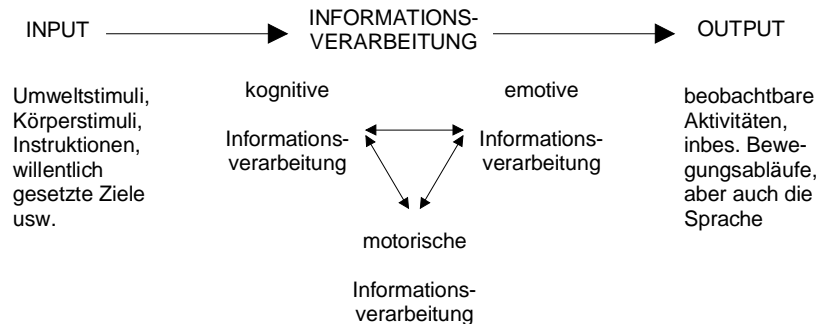 INPUT
INFORMATIONS-
VERARBEITUNG
OUTPUT
Umweltstimuli,
Körperstimuli,
Instruktionen,
willentlich
gesetzte Ziele
usw.
kognitive
Informations-
verarbeitung
emotive
Informations-
verarbeitung
motorische
Informations-
verarbeitung
beobachtbare
Aktivitäten,
inbes. Bewe-
gungsabläufe,
aber auch die
Sprache